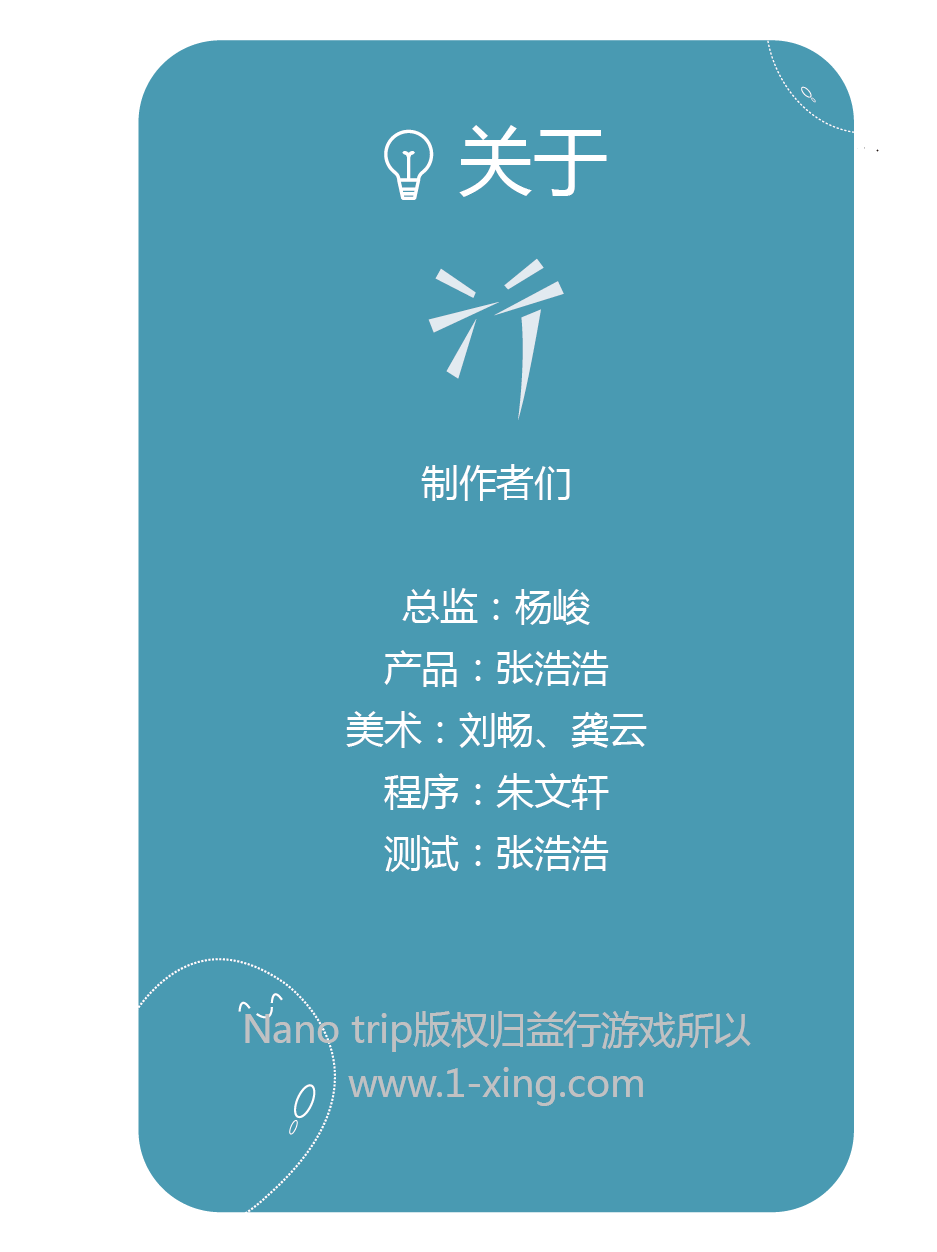 关于
制作者们
总监：杨峻
产品：张浩浩
美术：刘畅、龚云
程序：朱文轩
测试：张浩浩
Nano trip版权归益行游戏所以
www.1-xing.com